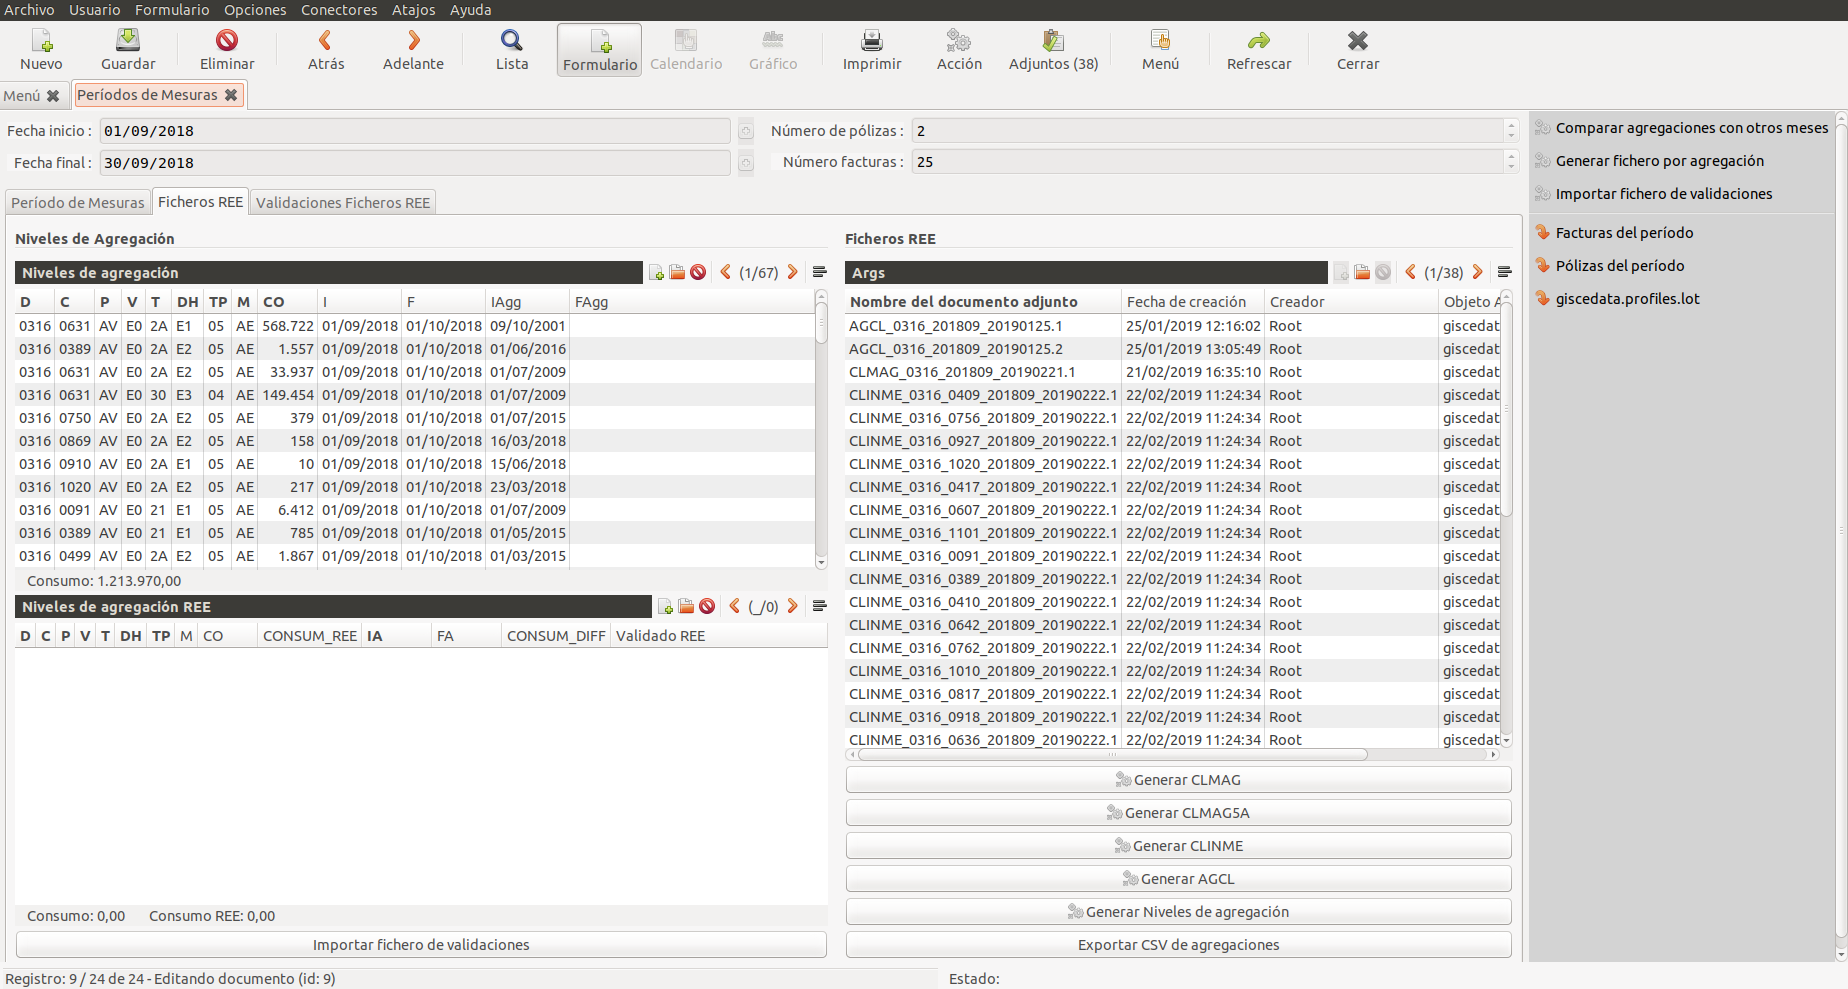 Archivo Usuario Formulario Opciones Conectores Atajos Ayuda
Nuevo Guardar Eliminar Atrás Adelante Lista Formulario Calendario Gráfico Imprimir Acción Adjuntos (38) Menú Refrescar Cerrar
Menú Períodos de Mesuras
Fecha inicio : 01/09/2018 Número de pólizas : 2
Fecha final : 30/09/2018 Número facturas : 25
Período de Mesuras Ficheros REE Validaciones Ficheros REE
Niveles de Agregación
Niveles de agregación (1/67)
D C P V T DH TP M CO I F IAgg FAgg
0316 0631 AV E0 2A E1 05 AE 568.722 01/09/2018 01/10/2018 09/10/2001
0316 0389 AV E0 2A E2 05 AE 1.557 01/09/2018 01/10/2018 01/06/2016
0316 0631 AV E0 2A E2 05 AE 33.937 01/09/2018 01/10/2018 01/07/2009
0316 0631 AV E0 30 E3 04 AE 149.454 01/09/2018 01/10/2018 01/07/2009
0316 0750 AV E0 2A E2 05 AE 379 01/09/2018 01/10/2018 01/07/2015
0316 0869 AV E0 2A E2 05 AE 158 01/09/2018 01/10/2018 16/03/2018
0316 0910 AV E0 2A E1 05 AE 10 01/09/2018 01/10/2018 15/06/2018
0316 1020 AV E0 2A E2 05 AE 217 01/09/2018 01/10/2018 23/03/2018
0316 0091 AV E0 21 E1 05 AE 6.412 01/09/2018 01/10/2018 01/07/2009
0316 0389 AV E0 21 E1 05 AE 785 01/09/2018 01/10/2018 01/05/2015
0316 0499 AV E0 2A E2 05 AE 1.867 01/09/2018 01/10/2018 01/03/2015
Consumo: 1.213.970,00
Niveles de agregación REE (_/0)
D C P V T DH TP M CO CONSUM_REE IA FA CONSUM_DIFF Validado REE
Consumo: 0,00 Consumo REE: 0,00
Importar fichero de validaciones
Ficheros REE
Args (1/38)
Nombre del documento adjunto Fecha de creación Creador Objeto A
AGCL_0316_201809_20190125.1 25/01/2019 12:16:02 Root giscedat
AGCL_0316_201809_20190125.2 25/01/2019 13:05:49 Root giscedat
CLMAG_0316_201809_20190221.1 21/02/2019 16:35:10 Root giscedat
CLINME_0316_0409_201809_20190222.1 22/02/2019 11:24:34 Root giscedat
CLINME_0316_0756_201809_20190222.1 22/02/2019 11:24:34 Root giscedat
CLINME_0316_0927_201809_20190222.1 22/02/2019 11:24:34 Root giscedat
CLINME_0316_1020_201809_20190222.1 22/02/2019 11:24:34 Root giscedat
CLINME_0316_0417_201809_20190222.1 22/02/2019 11:24:34 Root giscedat
CLINME_0316_0607_201809_20190222.1 22/02/2019 11:24:34 Root giscedat
CLINME_0316_1101_201809_20190222.1 22/02/2019 11:24:34 Root giscedat
CLINME_0316_0091_201809_20190222.1 22/02/2019 11:24:34 Root giscedat
CLINME_0316_0389_201809_20190222.1 22/02/2019 11:24:34 Root giscedat
CLINME_0316_0410_201809_20190222.1 22/02/2019 11:24:34 Root giscedat
CLINME_0316_0642_201809_20190222.1 22/02/2019 11:24:34 Root giscedat
CLINME_0316_0762_201809_20190222.1 22/02/2019 11:24:34 Root giscedat
CLINME_0316_1010_201809_20190222.1 22/02/2019 11:24:34 Root giscedat
CLINME_0316_0817_201809_20190222.1 22/02/2019 11:24:34 Root giscedat
CLINME_0316_0918_201809_20190222.1 22/02/2019 11:24:34 Root giscedat
CLINME_0316_0636_201809_20190222.1 22/02/2019 11:24:34 Root giscedat
Generar CLMAG
Generar CLMAG5A
Generar CLINME
Generar AGCL
Generar Niveles de agregación
Exportar CSV de agregaciones
Comparar agregaciones con otros meses
Generar fichero por agregación
Importar fichero de validaciones
Facturas del período
Pólizas del período
giscedata.profiles.lot
Registro: 9 / 24 de 24 - Editando documento (id: 9) Estado: